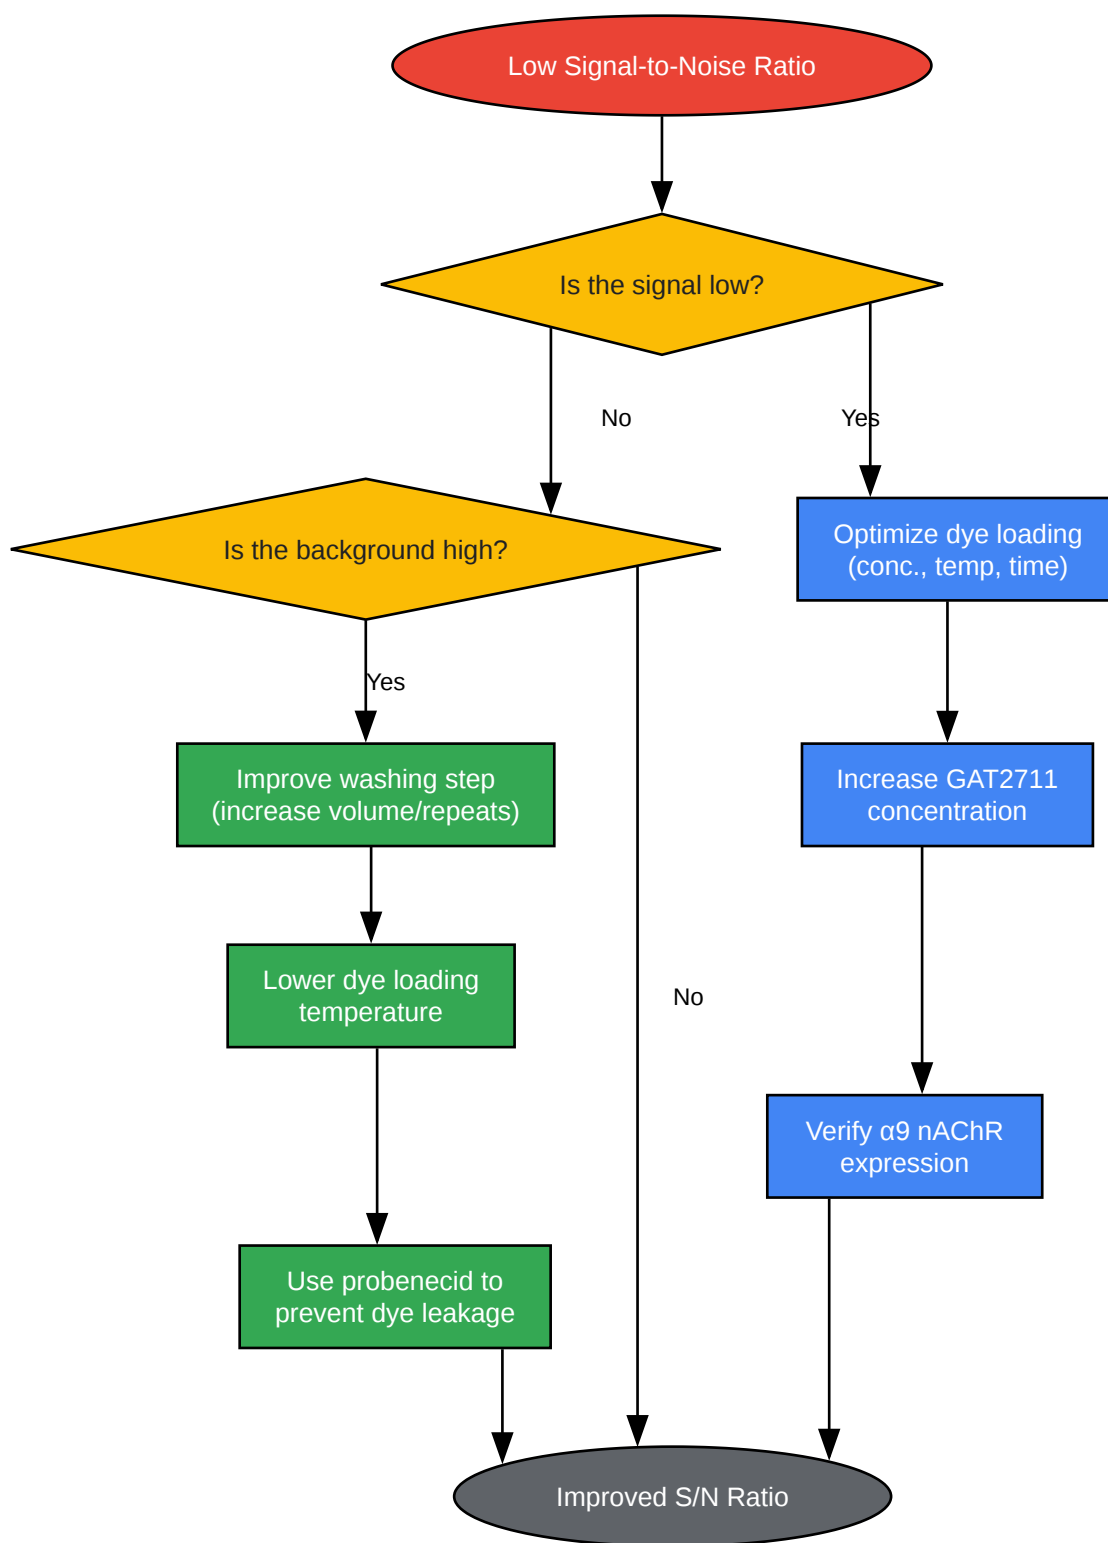 Low Signal-to-Noise Ratio
Is the signal low?
No
Yes
Is the background high?
Optimize dye loading
(conc., temp, time)
Yes
Improve washing step
(increase volume/repeats)
Increase GAT2711
concentration
Lower dye loading
temperature
No
Verify α9 nAChR
expression
Use probenecid to
prevent dye leakage
Improved S/N Ratio